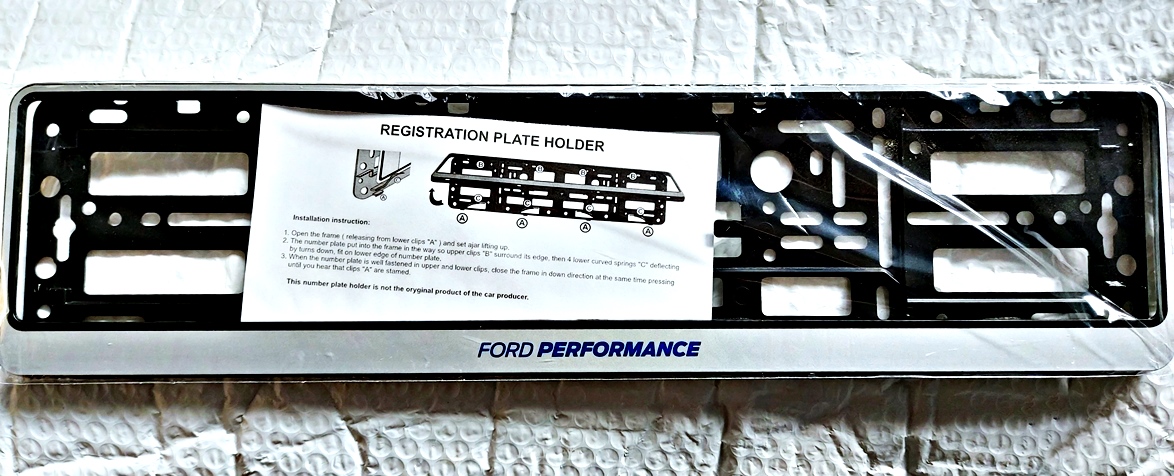 REGISTRATION PLATE HOLDER
B B B B
C C C C
A A A A
Installation instruction:
1. Open the frame ( releasing from lower clips "A" ) and set ajar lifting up.
2. The number plate put into the frame in the way so upper clips "B" surround its edge, then 4 lower curved springs "C" deflecting
by turns down, fit on lower edge of number plate.
3. When the number plate is well fastened in upper and lower clips, close the frame in down direction at the same time pressing
until you hear that clips "A" are stamed.
This number plate holder is not the oryginal product of the car producer.
FORD PERFORMANCE